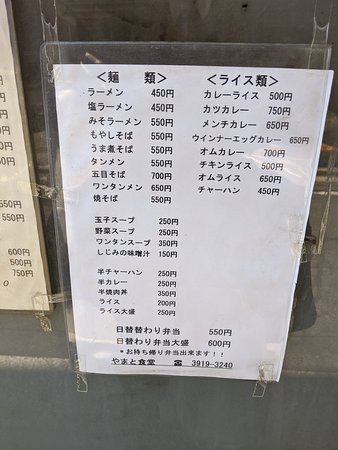 ＜麺　類＞
ラーメン 450円
塩ラーメン 450円
みそラーメン 550円
もやしそば 550円
うま煮そば 550円
タンメン 550円
五目そば 700円
ワンタンメン 650円
焼そば 550円
玉子スープ 250円
野菜スープ 250円
ワンタンスープ 350円
しじみの味噌汁 150円
半チャーハン 250円
半カレー 250円
半焼肉丼 350円
ライス 200円
ライス大盛 250円
＜ライス類＞
カレーライス 500円
カツカレー 750円
メンチカレー 650円
ウインナーエッグカレー 650円
オムカレー 700円
チキンライス 500円
オムライス 650円
チャーハン 450円
日替替わり弁当 550円
日替わり弁当大盛 600円
*お持ち帰り弁当出来ます！！
やまと食堂 ☎ 3919-3240
550円
550円
600円
500円
750円